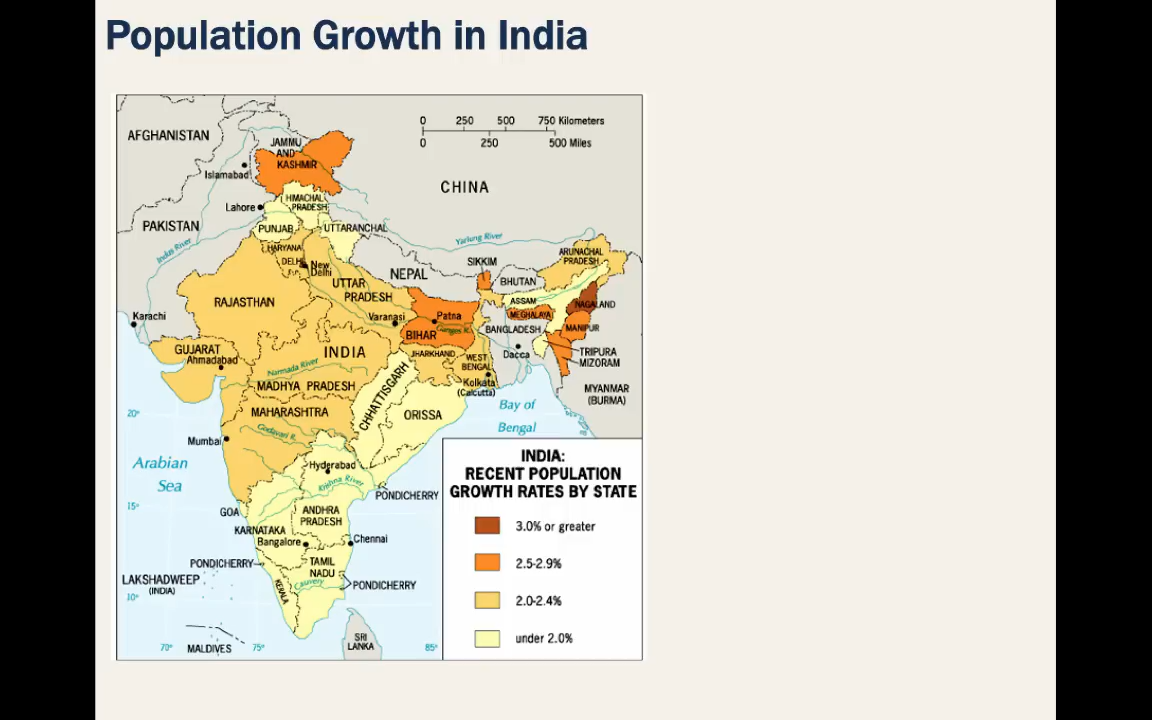 Population Growth in India
AFGHANISTAN
0 250 500 750 Kilometers
0 250 500 Miles
JAMMU
AND
KASHMIR
Islamabad
CHINA
Lahore
HIMACHAL
PRADESH
PAKISTAN
PUNJAB
UTTARANCHAL
Indus River
Yarlung River
HARYANA
DELHI
New
Delhi
NEPAL
SIKKIM
ARUNACHAL
PRADESH
BHUTAN
UTTAR
PRADESH
RAJASTHAN
ASSAM
NAGALAND
MEGHALAYA
Karachi
Varanasi
Patna
Ganges R.
BIHAR
BANGLADESH
MANIPUR
GUJARAT
Ahmadabad
INDIA
JHARKHAND
WEST
BENGAL
Dacca
TRIPURA
MIZORAM
Narmada River
MADHYA PRADESH
Kolkata
(Calcutta)
MYANMAR
(BURMA)
CHHATTISGARH
ORISSA
Bay of
Bengal
20°
MAHARASHTRA
Godavari R.
Mumbai
Arabian
Sea
Hyderabad
Krishna River
PONDICHERRY
15°
GOA
ANDHRA
PRADESH
KARNATAKA
Bangalore
Chennai
PONDICHERRY
TAMIL
NADU
LAKSHADWEEP
(INDIA)
KERALA
Cauvery
PONDICHERRY
10°
SRI
LANKA
70°
MALDIVES
75°
85°
INDIA:
RECENT POPULATION
GROWTH RATES BY STATE
3.0% or greater
2.5-2.9%
2.0-2.4%
under 2.0%